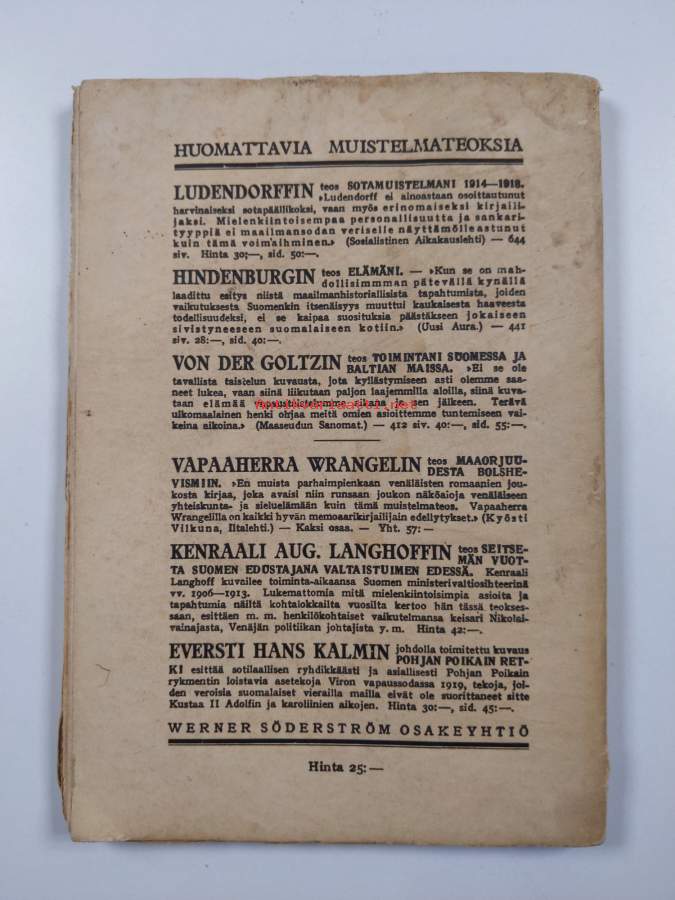 HUOMATTAVIA MUISTELMATEOKSIA
LUDENDORFFIN teos SOTAMUISTELMANI 1914—1918.
»Ludendorff ei ainoastaan osoittautunut
harvinaiseksi sotapäälliköksi, vaan myös erinomaiseksi kirjaili-
jaksi. Mielenkiintoisempaa personallisuutta ja sankari-
tyyppiä ei maailmansodan veriselle näyttämölle astunut
kuin tämä voimaihminen.» (Sosialistinen Aikakauslehti) — 644
siv. Hinta 30:—, sid. 50:—.
HINDENBURGIN teos ELÄMÄNI. — »Kun se on mah-
dollisimmman pätevällä kynällä
laadittu esitys niistä maailmanhistoriallisista tapahtumista, joiden
vaikutuksesta Suomenkin itsenäisyys muuttui kaukaisesta haaveesta
todellisuudeksi, ei se kaipaa suosituksia päästäkseen jokaiseen
sivistyneeseen suomalaiseen kotiin.» (Uusi Aura.) — 441
siv. 28:—, sid. 40:—.
VON DER GOLTZIN teos TOIMINTANI SUOMESSA JA
BALTIAN MAISSA. »Ei se ole
tavallista taistelun kuvausta, jota kyllästymiseen asti olemme saa-
neet lukea, vaan siinä liikutaan paljon laajemmilla aloilla, siinä kuva-
taan elämää vapaustaistelumme aikana ja sen jälkeen. Terävä
ulkomaalainen henki ohjaa meitä omien asioittemme tuntemiseen vai-
keina aikoina.» (Maaseudun Sanomat.) — 412 siv. 40:—, sid. 55:—.
VAPAAHERRA WRANGELIN teos MAAORJUU-
DESTA BOLSHE-
VISMIIN. »En muista parhaimpienkaan venäläisten romaanien jou-
kosta kirjaa, joka avaisi niin runsaan joukon näköaloja venäläiseen
yhteiskunta- ja sieluelämään kuin tämä muistelmateos. Vapaaherra
Wrangelilla on kaikki hyvän memoaarikirjailijain edellytykset.» (Kyösti
Vilkuna, Iltalehti.) — Kaksi osaa. — Yht. 57:—
KENRAALI AUG. LANGHOFFIN teos SEITSE-
MÄN VUOT-
TA SUOMEN EDUSTAJANA VALTAISTUIMEN EDESSÄ. Kenraali
Langhoff kuvailee toiminta-aikaansa Suomen ministerivaltiosihteerinä
vv. 1906—1913. Lukemattomia mitä mielenkiintoisimpia asioita ja
tapahtumia näiltä kohtalokkailta vuosilta kertoo hän tässä teokses-
saan, esittäen m. m. henkilökohtaiset vaikutelmansa keisari Nikolai-
vainajasta, Venäjän politiikan johtajista y. m. Hinta 42:—.
EVERSTI HANS KALMIN johdolla toimitettu kuvaus
POHJAN POIKAIN RET-
KI esittää sotilaallisen ryhdikkäästi ja asiallisesti Pohjan Poikain
rykmentin loistavia asetekoja Viron vapaussodassa 1919, tekoja, joi-
den veroisia suomalaiset vierailla mailla eivät ole suorittaneet sitte
Kustaa II Adolfin ja karoliinien aikojen. Hinta 30:—, sid. 45:—.
WERNER SÖDERSTRÖM OSAKEYHTIÖ
Hinta 25:—